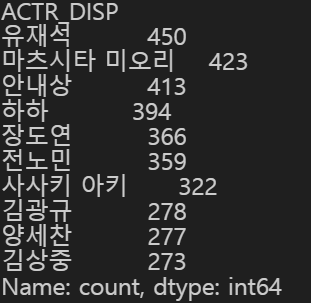 ACTR_DISP
유재석 450
마츠시타 미오리 423
안내상 413
하하 394
장도연 366
전노민 359
사사키 아키 322
김광규 278
양세찬 277
김상중 273
Name: count, dtype: int64